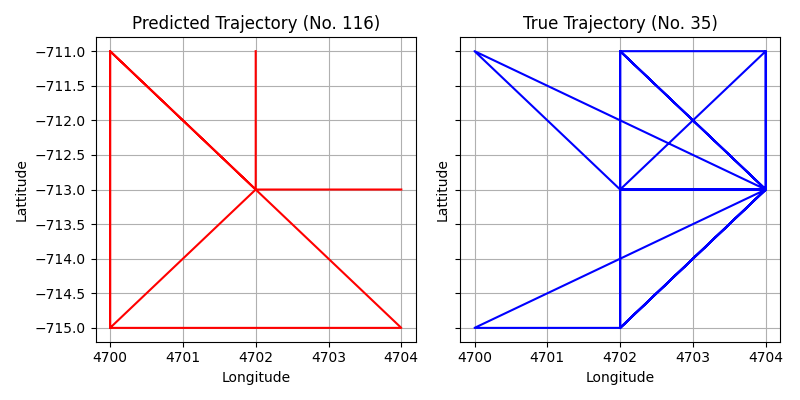 Predicted Trajectory (No. 116)
True Trajectory (No. 35)
Lattitude
−711.0
−711.5
−712.0
−712.5
−713.0
−713.5
−714.0
−714.5
−715.0
4700 4701 4702 4703 4704
Longitude
Lattitude
4700 4701 4702 4703 4704
Longitude